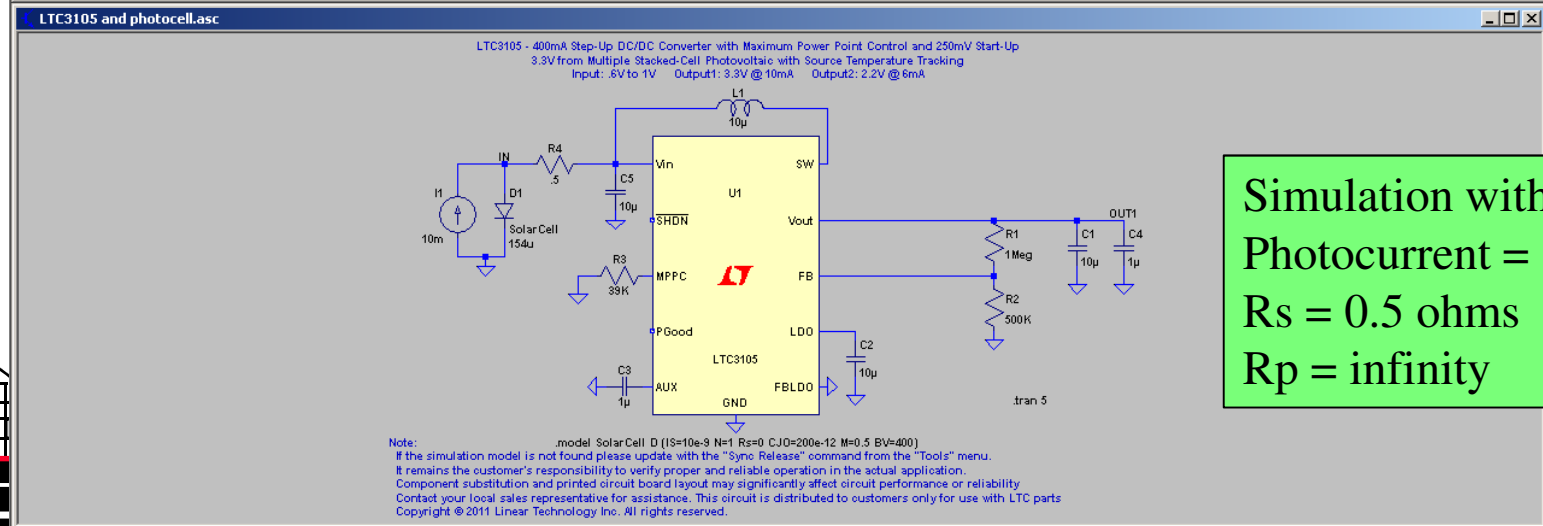 LTC3105 and photocell.asc
LTC3105 - 400mA Step-Up DC/DC Converter with Maximum Power Point Control and 250mV Start-Up
3.3V from Multiple Stacked-Cell Photovoltaic with Source Temperature Tracking
Input: .6V to 1V Output1: 3.3V @ 10mA Output2: 2.2V @ 6mA
L1
10µ
IN
R4
.5
Vin
SW
I1
10m
D1
SolarCell
154u
C5
10µ
U1
SHDN
Vout
R1
1Meg
OUT1
C1
10µ
C4
1µ
R3
39K
MPPC
FB
R2
500K
PGood
LDO
C2
10µ
LTC3105
C3
1µ
AUX
FBLDO
GND
.tran 5
Simulation with
Photocurrent =
Rs = 0.5 ohms
Rp = infinity
Note: .model SolarCell D (IS=10e-9 N=1 Rs=0 CJO=200e-12 M=0.5 BV=400)
If the simulation model is not found please update with the "Sync Release" command from the "Tools" menu.
It remains the customer's responsibility to verify proper and reliable operation in the actual application.
Component substitution and printed circuit board layout may significantly affect circuit performance or reliability
Contact your local sales representative for assistance. This circuit is distributed to customers only for use with LTC parts
Copyright © 2011 Linear Technology Inc. All rights reserved.